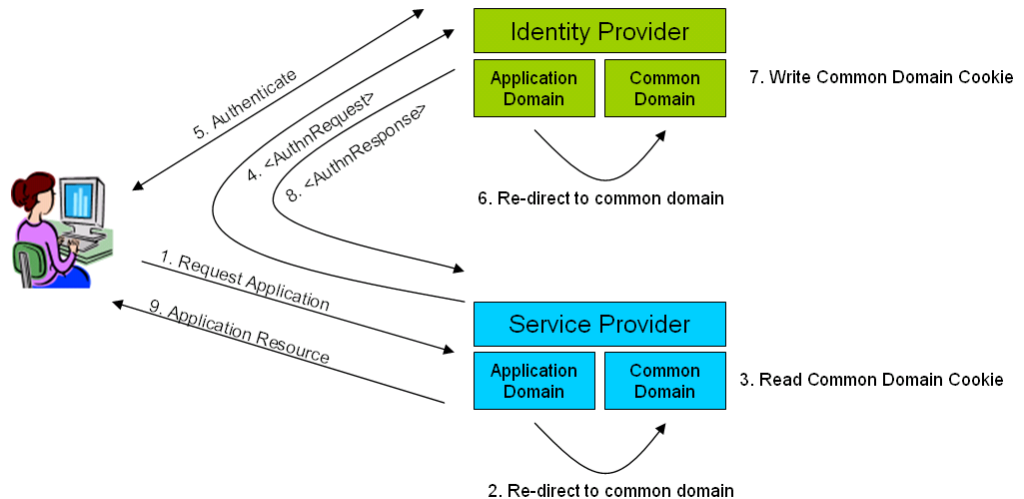 Identity Provider
Application
Domain
Common
Domain
7. Write Common Domain Cookie
5. Authenticate
4. <AuthnRequest>
8. <AuthnResponse>
6. Re-direct to common domain
1. Request Application
9. Application Resource
Service Provider
Application
Domain
Common
Domain
3. Read Common Domain Cookie
2. Re-direct to common domain